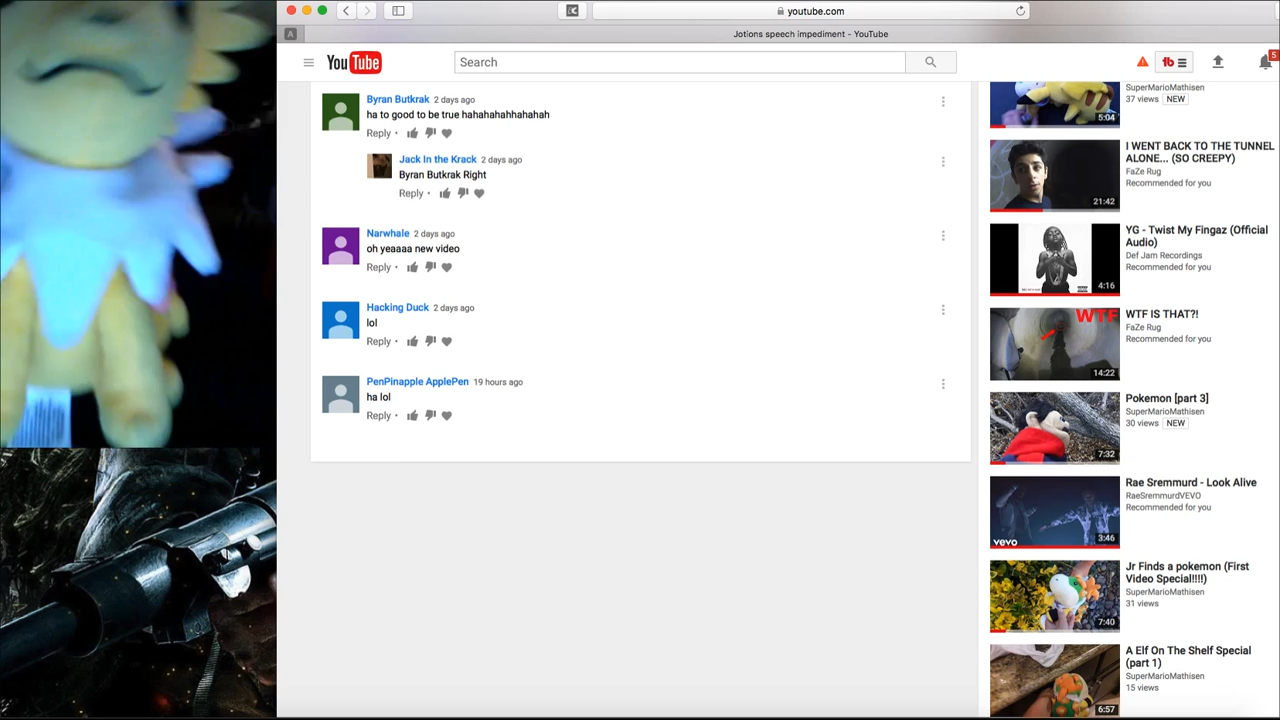 youtube.com
A
Jotions speech impediment - YouTube
YouTube
Search
tb
5
Byran Butkrak 2 days ago
ha to good to be true hahahahhahahah
Reply •
Jack In the Krack 2 days ago
Byran Butkrak Right
Reply •
Narwhale 2 days ago
oh yeaaaa new video
Reply •
Hacking Duck 2 days ago
lol
Reply •
PenPinapple ApplePen 19 hours ago
ha lol
Reply •
SuperMarioMathisen
37 views NEW
5:04
I WENT BACK TO THE TUNNEL
ALONE... (SO CREEPY)
FaZe Rug
Recommended for you
21:42
YG - Twist My Fingaz (Official
Audio)
Def Jam Recordings
Recommended for you
4:16
WTF IS THAT?!
FaZe Rug
Recommended for you
WTF
14:22
Pokemon [part 3]
SuperMarioMathisen
30 views NEW
7:32
Rae Sremmurd - Look Alive
RaeSremmurdVEVO
Recommended for you
vevo
3:46
Jr Finds a pokemon (First
Video Special!!!!)
SuperMarioMathisen
31 views
7:40
A Elf On The Shelf Special
(part 1)
SuperMarioMathisen
15 views
6:57